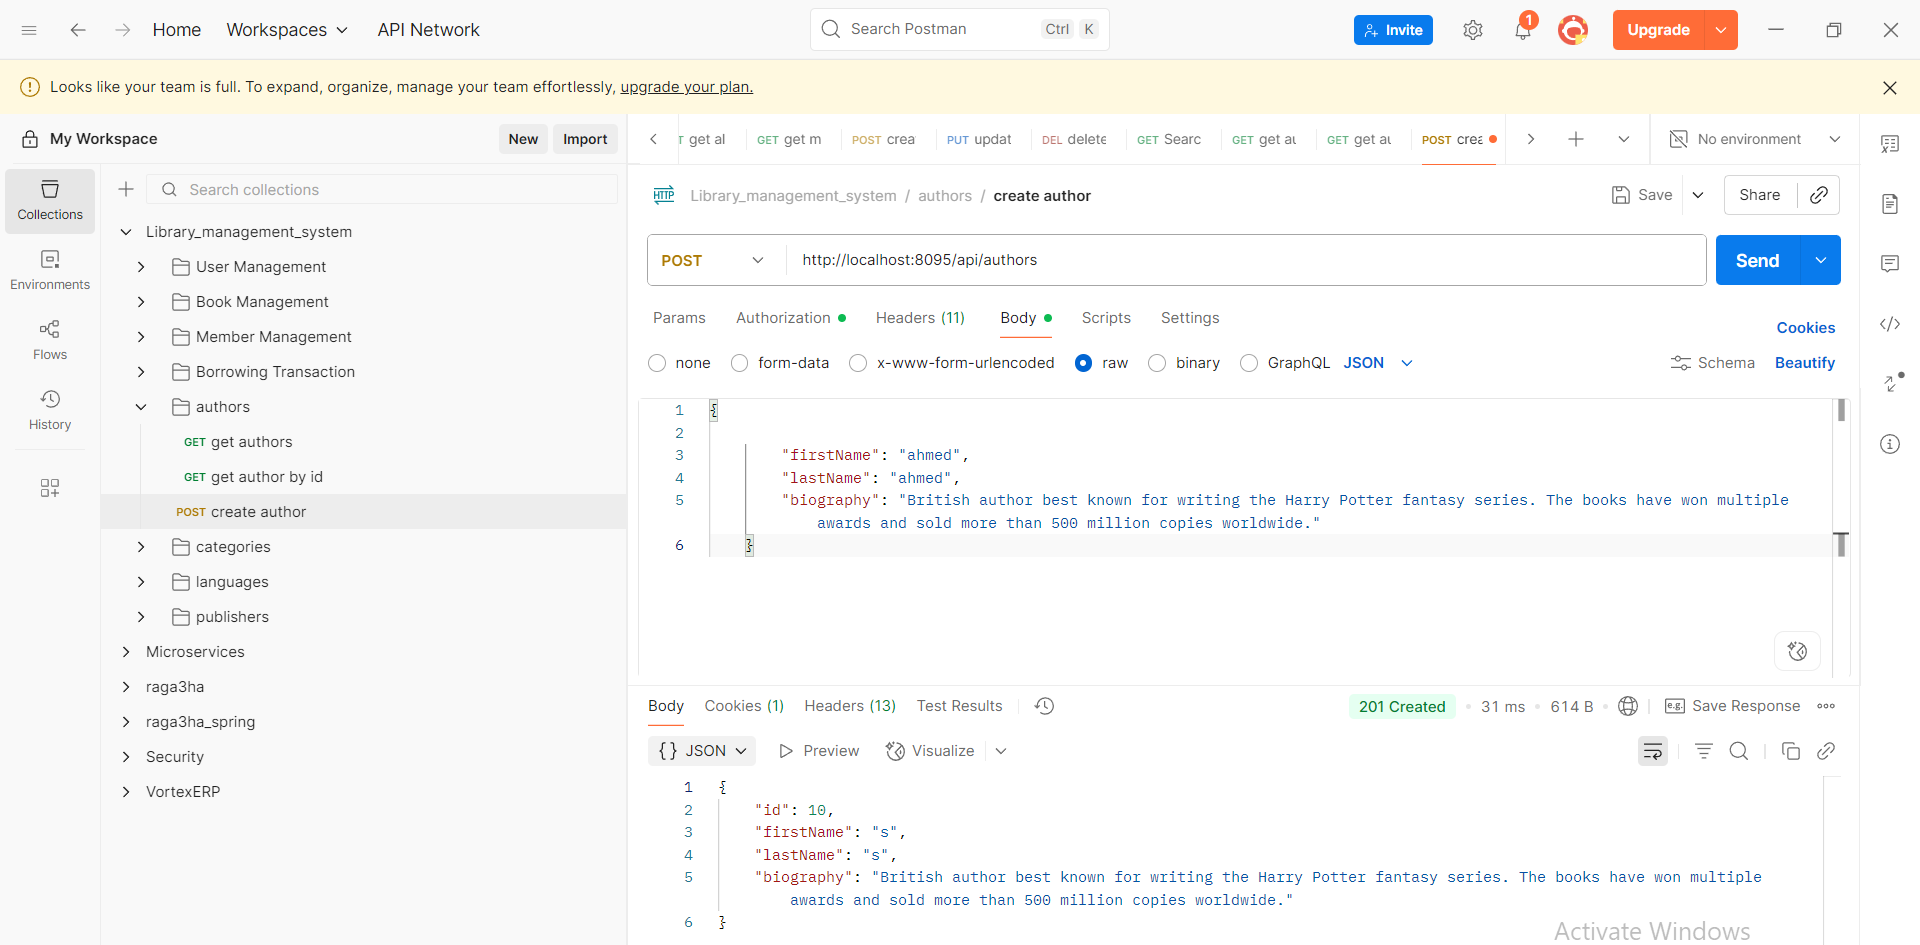 Home Workspaces API Network Search Postman Ctrl K Invite 1 Upgrade
Looks like your team is full. To expand, organize, manage your team effortlessly, upgrade your plan.
My Workspace New Import
T get al GET get m POST crea PUT updat DEL delete GET Searc GET get au GET get au POST crea No environment
Collections
Environments
Flows
History
Search collections
Library_management_system
User Management
Book Management
Member Management
Borrowing Transaction
authors
GET get authors
GET get author by id
POST create author
categories
languages
publishers
Microservices
raga3ha
raga3ha_spring
Security
VortexERP
HTTP Library_management_system / authors / create author Save Share
POST http://localhost:8095/api/authors Send
Params Authorization Headers (11) Body Scripts Settings Cookies
none form-data x-www-form-urlencoded raw binary GraphQL JSON Schema Beautify
1 {
2
3 "firstName": "ahmed",
4 "lastName": "ahmed",
5 "biography": "British author best known for writing the Harry Potter fantasy series. The books have won multiple
awards and sold more than 500 million copies worldwide."
6 }
Body Cookies (1) Headers (13) Test Results 201 Created 31 ms 614 B e.g. Save Response
{} JSON Preview Visualize
1 {
2 "id": 10,
3 "firstName": "s",
4 "lastName": "s",
5 "biography": "British author best known for writing the Harry Potter fantasy series. The books have won multiple
awards and sold more than 500 million copies worldwide."
6 }
Activate Windows